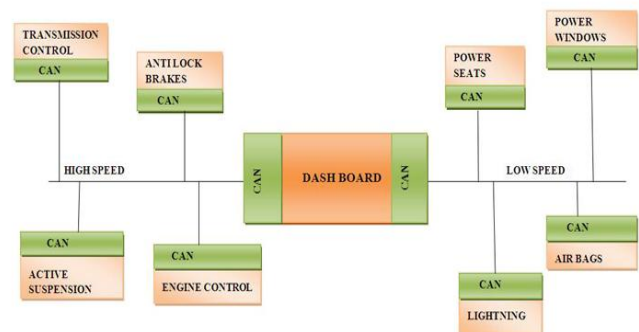 TRANSMISSION
CONTROL
CAN
ANTI LOCK
BRAKES
CAN
POWER
SEATS
CAN
POWER
WINDOWS
CAN
HIGH SPEED
CAN
DASH BOARD
CAN
LOW SPEED
CAN
ACTIVE
SUSPENSION
CAN
ENGINE CONTROL
CAN
LIGHTNING
CAN
AIR BAGS